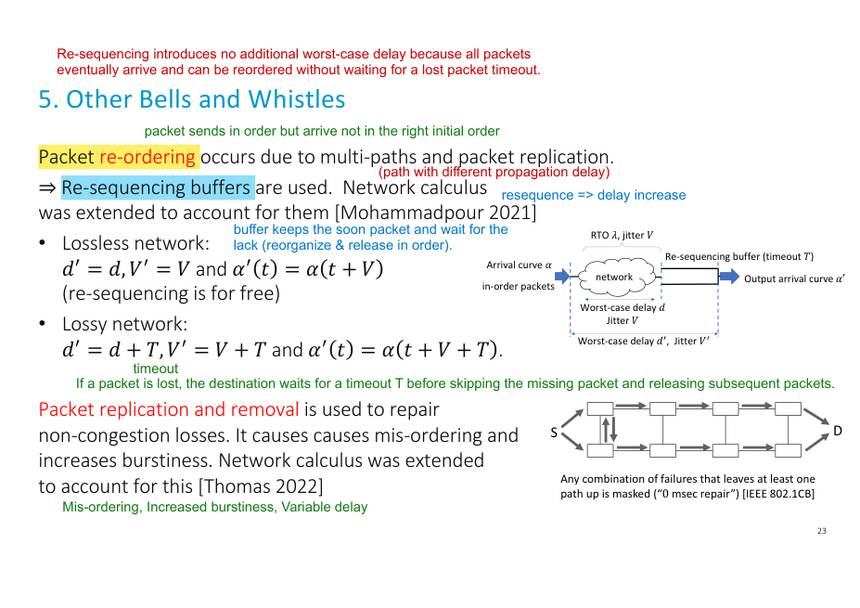 Re-sequencing introduces no additional worst-case delay because all packets
eventually arrive and can be reordered without waiting for a lost packet timeout.
5. Other Bells and Whistles
packet sends in order but arrive not in the right initial order
Packet re-ordering occurs due to multi-paths and packet replication.
(path with different propagation delay)
⇒ Re-sequencing buffers are used. Network calculus
resequence => delay increase
was extended to account for them [Mohammadpour 2021]
buffer keeps the soon packet and wait for the
lack (reorganize & release in order).
• Lossless network:
𝑑′ = 𝑑, 𝑉′ = 𝑉 and 𝛼′(𝑡) = 𝛼(𝑡 + 𝑉)
(re-sequencing is for free)
• Lossy network:
𝑑′ = 𝑑 + 𝑇, 𝑉′ = 𝑉 + 𝑇 and 𝛼′(𝑡) = 𝛼(𝑡 + 𝑉 + 𝑇).
timeout
If a packet is lost, the destination waits for a timeout T before skipping the missing packet and releasing subsequent packets.
RTO 𝜆, jitter 𝑉
Re-sequencing buffer (timeout 𝑇)
Arrival curve 𝛼
in-order packets
network
Output arrival curve 𝛼′
Worst-case delay 𝑑
Jitter 𝑉
Worst-case delay 𝑑′, Jitter 𝑉′
Packet replication and removal is used to repair
non-congestion losses. It causes causes mis-ordering and
increases burstiness. Network calculus was extended
to account for this [Thomas 2022]
Mis-ordering, Increased burstiness, Variable delay
S
D
Any combination of failures that leaves at least one
path up is masked (“0 msec repair”) [IEEE 802.1CB]
23